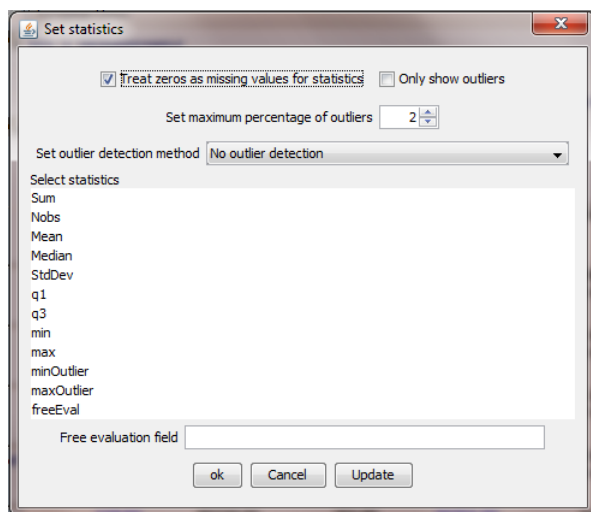 Set statistics
Treat zeros as missing values for statistics Only show outliers
Set maximum percentage of outliers 2
Set outlier detection method No outlier detection
Select statistics
Sum
Nobs
Mean
Median
StdDev
q1
q3
min
max
minOutlier
maxOutlier
freeEval
Free evaluation field
ok Cancel Update